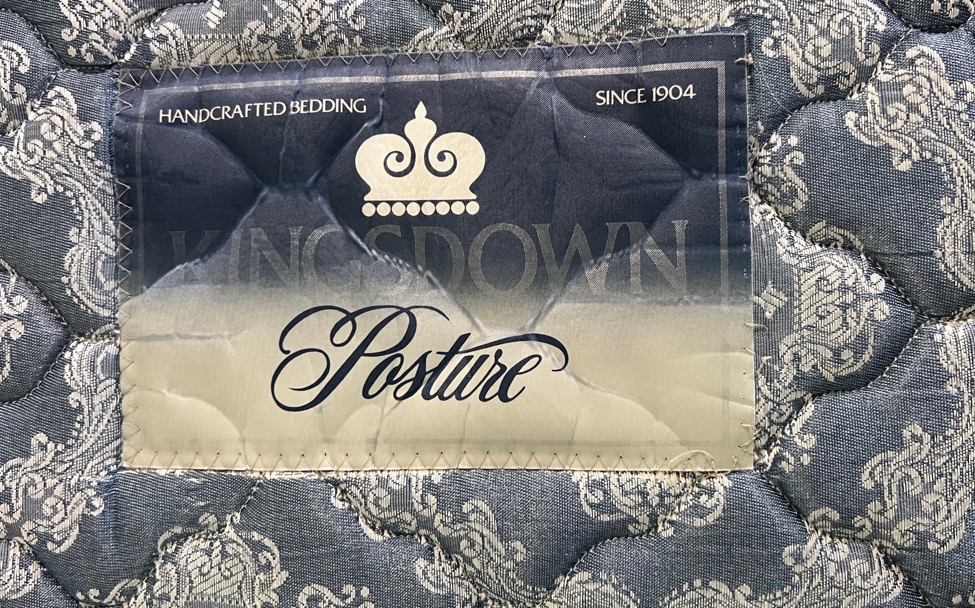 HANDCRAFTED BEDDING
SINCE 1904
KINGSDOWN
Posture